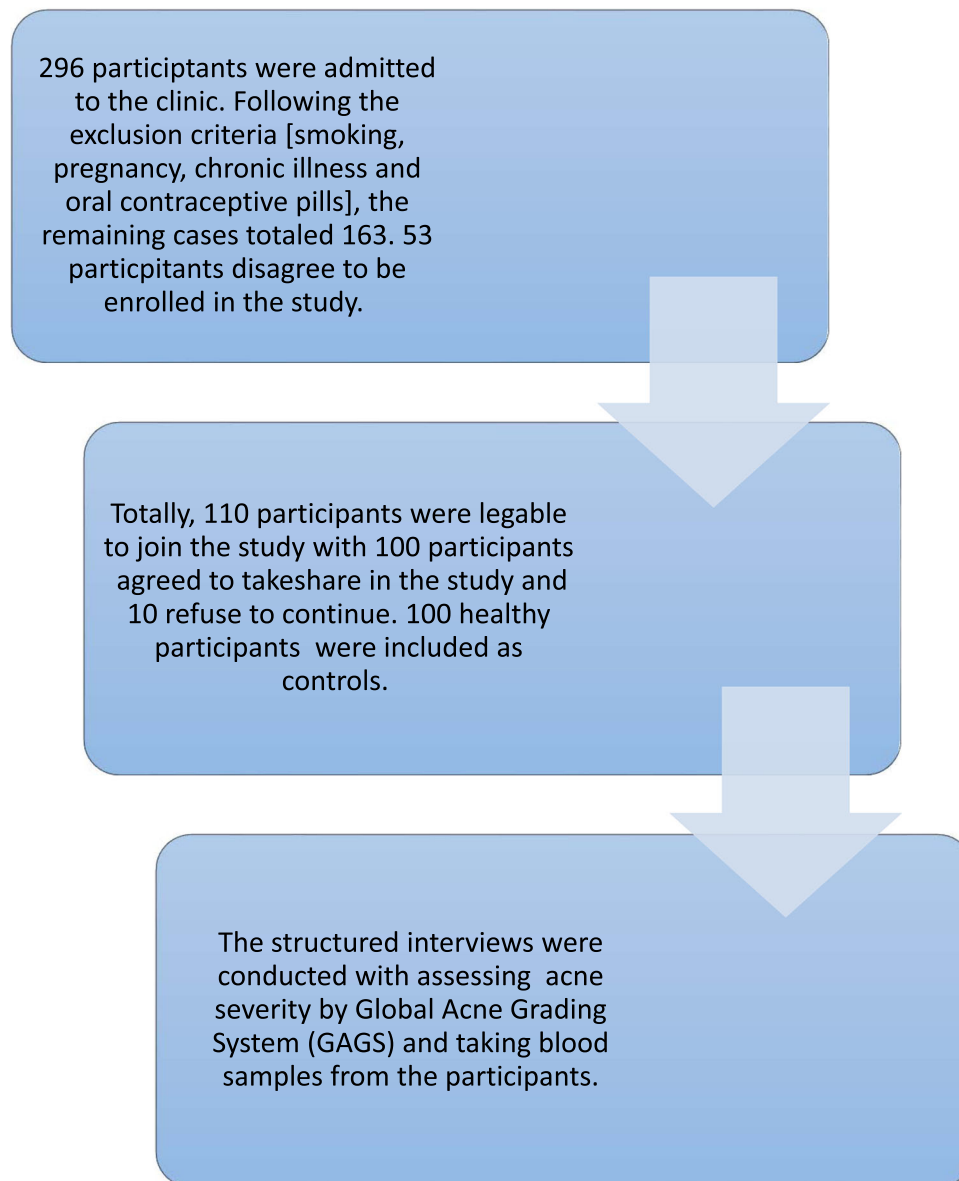 296 participtants were admitted
to the clinic. Following the
exclusion criteria [smoking,
pregnancy, chronic illness and
oral contraceptive pills], the
remaining cases totaled 163. 53
particpitants disagree to be
enrolled in the study.
Totally, 110 participants were legable
to join the study with 100 participants
agreed to takeshare in the study and
10 refuse to continue. 100 healthy
participants were included as
controls.
The structured interviews were
conducted with assessing acne
severity by Global Acne Grading
System (GAGS) and taking blood
samples from the participants.